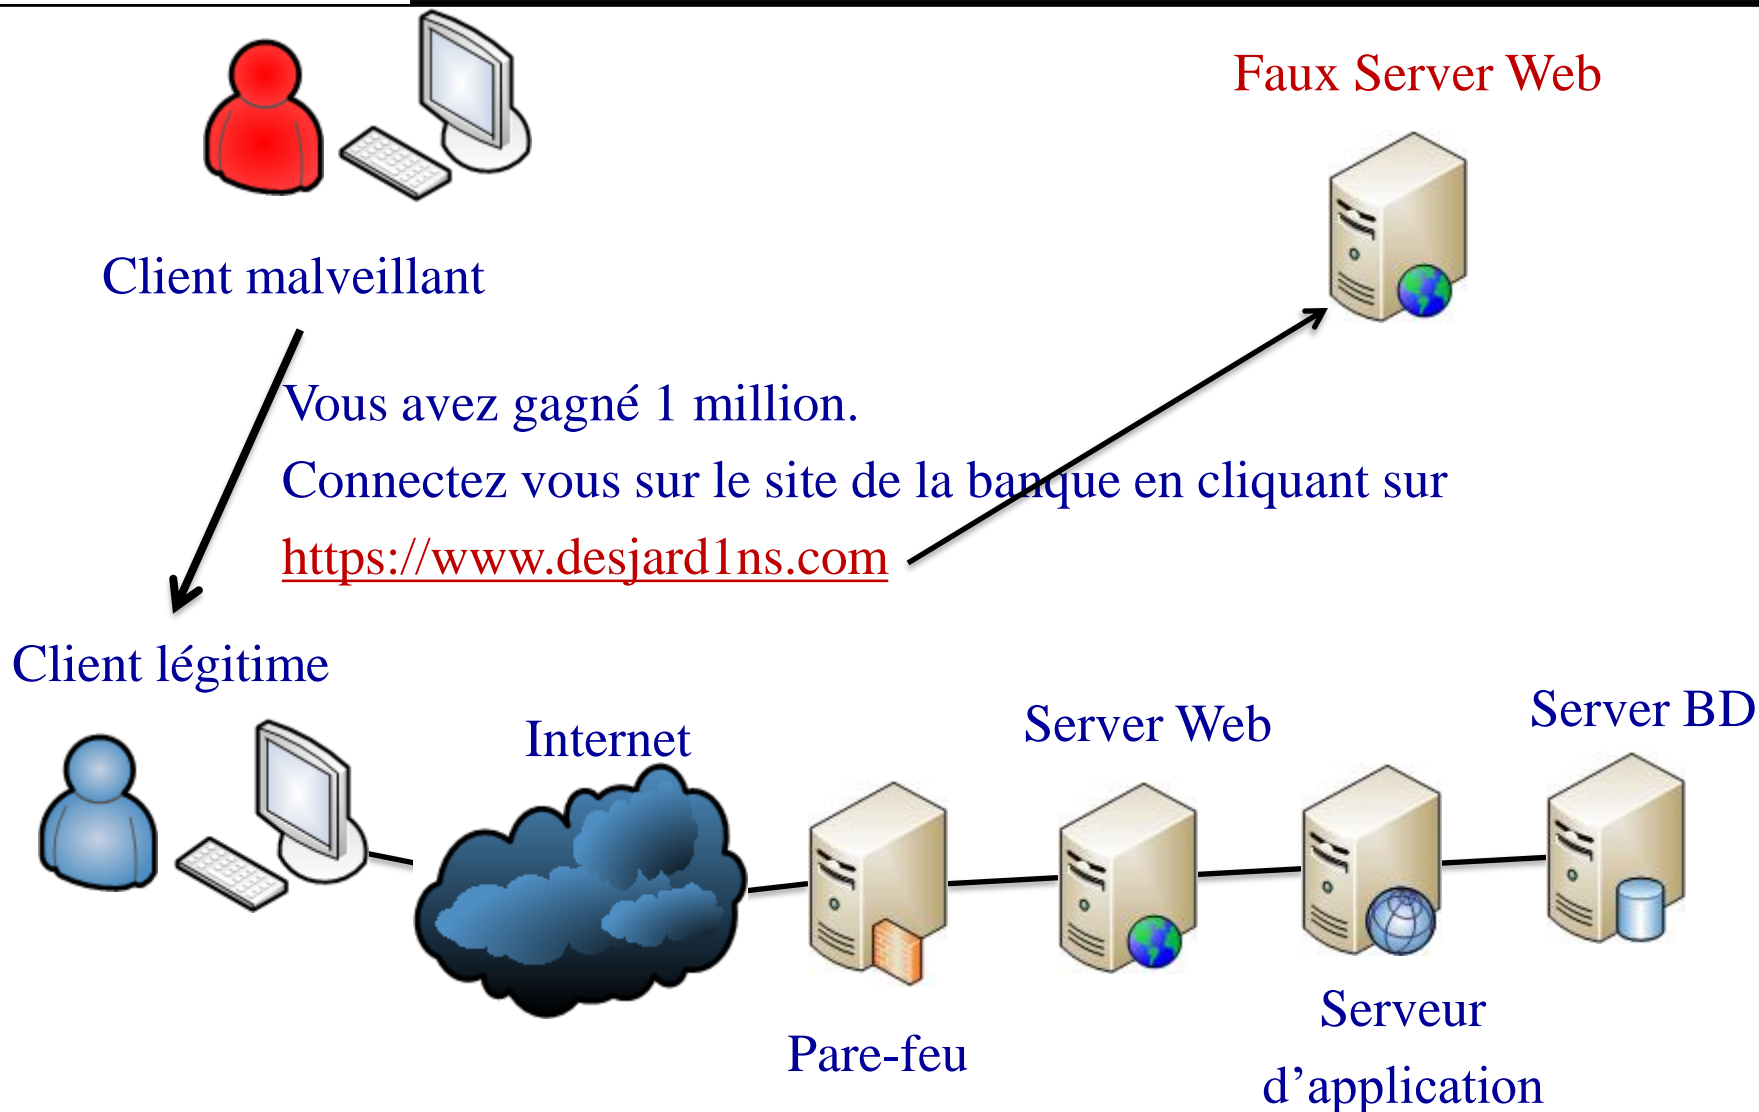 Faux Server Web
Client malveillant
Vous avez gagné 1 million.
Connectez vous sur le site de la banque en cliquant sur
https://www.desjard1ns.com
Client légitime
Internet
Server Web
Server BD
Pare-feu
Serveur
d’application